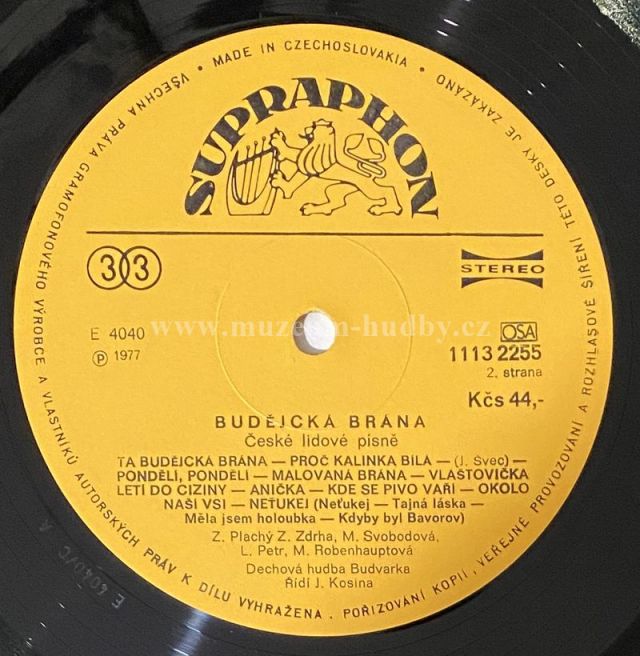 • MADE IN CZECHOSLOVAKIA •
VŠECHNA PRÁVA GRAMOFONOVÉHO VÝROBCE A VLASTNÍKŮ AUTORSKÝCH PRÁV K DÍLU VYHRAŽENA. POŘIZOVÁNÍ KOPIÍ, VEŘEJNÉ PROVOZOVÁNÍ A ROZHLASOVÉ ŠÍŘENÍ TÉTO DESKY JE ZAKÁZÁNO
SUPRAPHON
33
STEREO
www.muzeum-hudby.cz
E 4040
OSA
Ⓟ 1977
1113 2255
2. strana
Kčs 44,-
BUDĚJCKÁ BRÁNA
České lidové písně
TA BUDĚJCKÁ BRÁNA — PROČ KALINKA BÍLÁ — (J. Švec) —
PONDĚLÍ, PONDĚLÍ — MALOVANÁ BRÁNA — VLAŠTOVIČKA
LETÍ DO CIZINY — ANIČKA — KDE SE PIVO VAŘÍ — OKOLO
NAŠÍ VSI — NEŤUKEJ (Neťukej — Tajná láska —
Měla jsem holoubka — Kdyby byl Bavorov)
Z. Plachý Z. Zdrha, M. Svobodová,
L. Petr, M. Robenhauptová
Dechová hudba Budvarka
Řídí J. Kosina
E 4040/C A